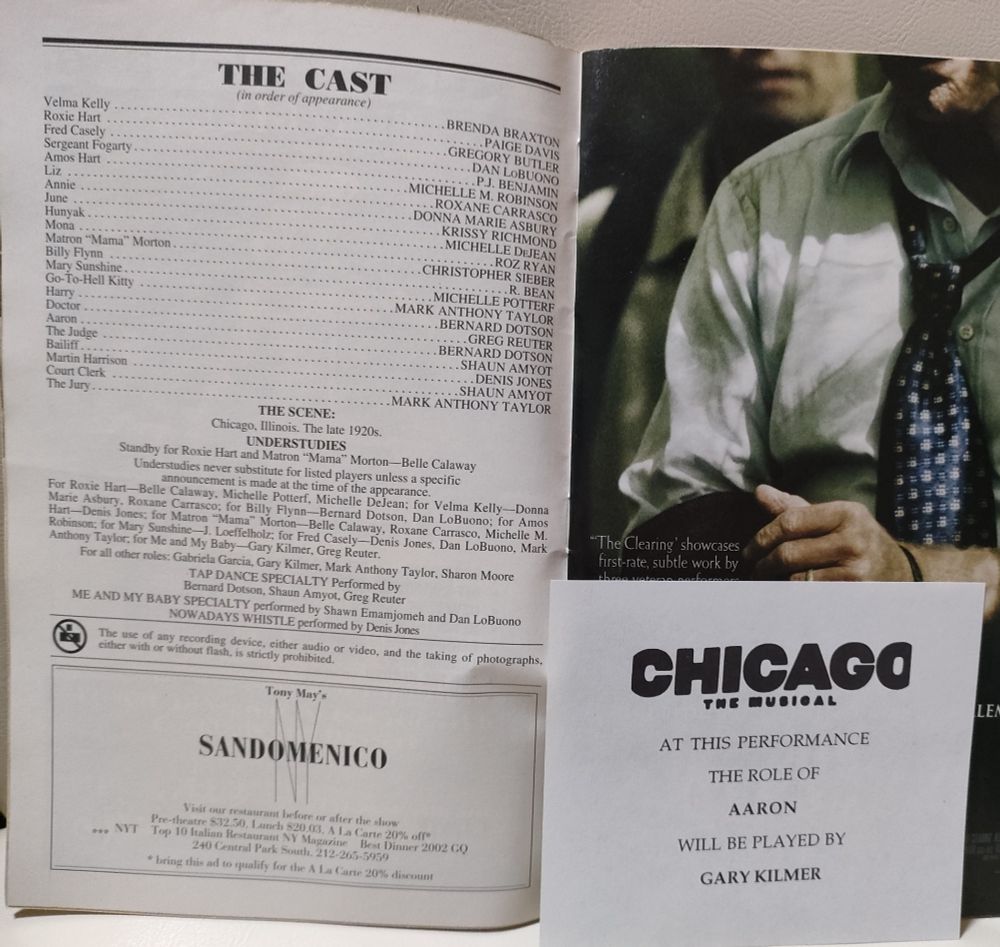 THE CAST
(in order of appearance)
Velma Kelly ........ BRENDA BRAXTON
Roxie Hart ........ PAIGE DAVIS
Fred Casely ........ GREGORY BUTLER
Sergeant Fogarty ........ DAN LoBUONO
Amos Hart ........ P.J. BENJAMIN
Liz ........ MICHELLE M. ROBINSON
Annie ........ ROXANE CARRASCO
June ........ DONNA MARIE ASBURY
Hunyak ........ KRISSY RICHMOND
Mona ........ MICHELLE DeJEAN
Matron “Mama” Morton ........ ROZ RYAN
Billy Flynn ........ CHRISTOPHER SIEBER
Mary Sunshine ........ R. BEAN
Go-To-Hell Kitty ........ MICHELLE POTTERF
Harry ........ MARK ANTHONY TAYLOR
Doctor ........ BERNARD DOTSON
Aaron ........ GREG REUTER
The Judge ........ BERNARD DOTSON
Bailiff ........ SHAUN AMYOT
Martin Harrison ........ DENIS JONES
Court Clerk ........ SHAUN AMYOT
The Jury ........ MARK ANTHONY TAYLOR
THE SCENE:
Chicago, Illinois. The late 1920s.
UNDERSTUDIES
Standby for Roxie Hart and Matron “Mama” Morton—Belle Calaway
Understudies never substitute for listed players unless a specific
announcement is made at the time of the appearance.
For Roxie Hart—Belle Calaway, Michelle Potterf, Michelle DeJean; for Velma Kelly—Donna
Marie Asbury, Roxane Carrasco; for Billy Flynn—Bernard Dotson, Dan LoBuono; for Amos
Hart—Denis Jones; for Matron “Mama” Morton—Belle Calaway, Roxane Carrasco, Michelle M.
Robinson; for Mary Sunshine—J. Loeffelholz; for Fred Casely—Denis Jones, Dan LoBuono, Mark
Anthony Taylor; for Me and My Baby—Gary Kilmer, Greg Reuter.
For all other roles: Gabriela Garcia, Gary Kilmer, Mark Anthony Taylor, Sharon Moore
TAP DANCE SPECIALTY Performed by
Bernard Dotson, Shaun Amyot, Greg Reuter
ME AND MY BABY SPECIALTY performed by Shawn Emamjomeh and Dan LoBuono
NOWADAYS WHISTLE performed by Denis Jones
The use of any recording device, either audio or video, and the taking of photographs,
either with or without flash, is strictly prohibited.
Tony May's
NY
SANDOMENICO
Visit our restaurant before or after the show
Pre-theatre $32.50, Lunch $20.03, A La Carte 20% off*
*** NYT Top 10 Italian Restaurant NY Magazine Best Dinner 2002 GQ
240 Central Park South, 212-265-5959
* bring this ad to qualify for the A La Carte 20% discount
“‘The Clearing’ showcases
first-rate, subtle work by
three veteran performers
CHICAGO
THE MUSICAL
AT THIS PERFORMANCE
THE ROLE OF
AARON
WILL BE PLAYED BY
GARY KILMER